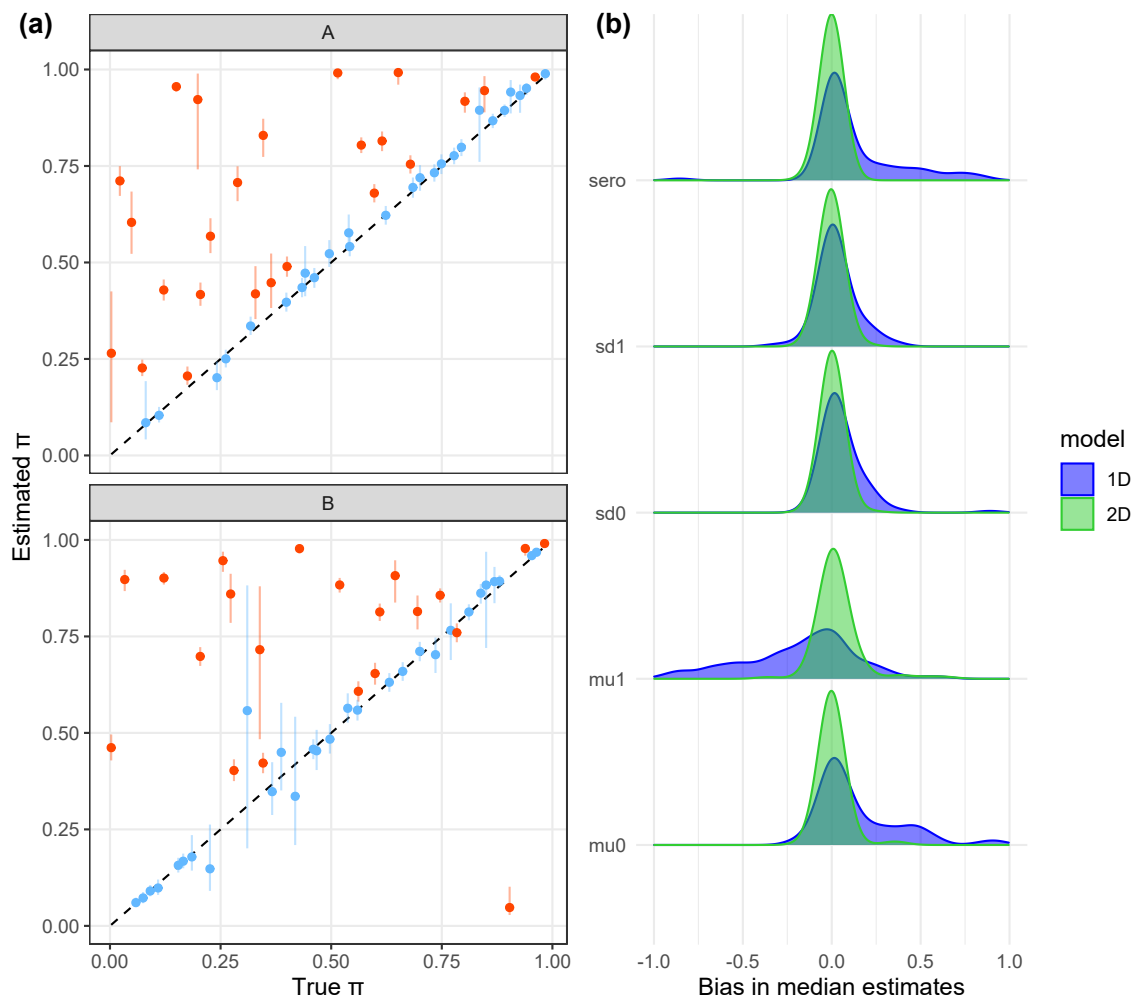 (a)
A
1.00
0.75
0.50
0.25
0.00
B
1.00
0.75
0.50
0.25
0.00
Estimated π
0.00 0.25 0.50 0.75 1.00
True π
(b)
sero
sd1
sd0
mu1
mu0
-1.0 -0.5 0.0 0.5 1.0
Bias in median estimates
model
1D
2D